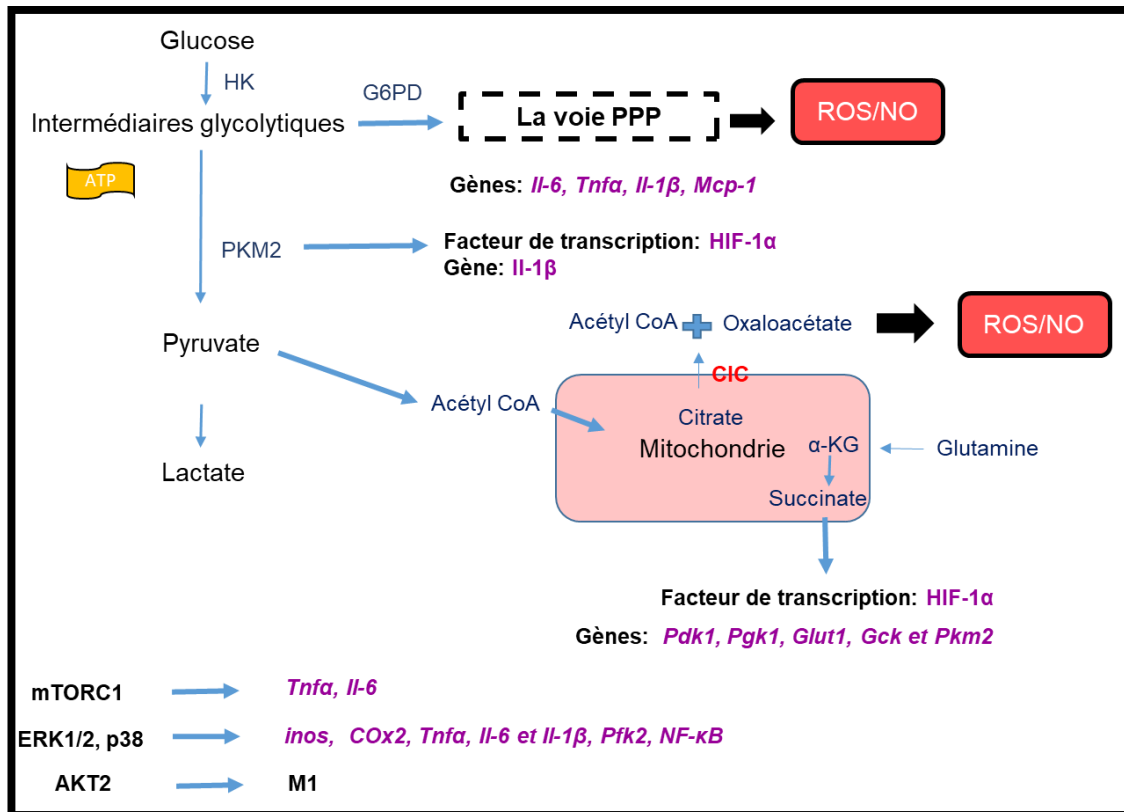 Glucose
HK
G6PD
Intermédiaires glycolytiques
La voie PPP
ROS/NO
ATP
Gènes: Il-6, Tnfα, Il-1β, Mcp-1
PKM2
Facteur de transcription: HIF-1α
Gène: Il-1β
Acétyl CoA
Oxaloacétate
ROS/NO
Pyruvate
CIC
Acétyl CoA
Citrate
Mitochondrie
α-KG
Glutamine
Lactate
Succinate
Facteur de transcription: HIF-1α
Gènes: Pdk1, Pgk1, Glut1, Gck et Pkm2
mTORC1
Tnfα, Il-6
ERK1/2, p38
inos, COx2, Tnfα, Il-6 et Il-1β, Pfk2, NF-κB
AKT2
M1